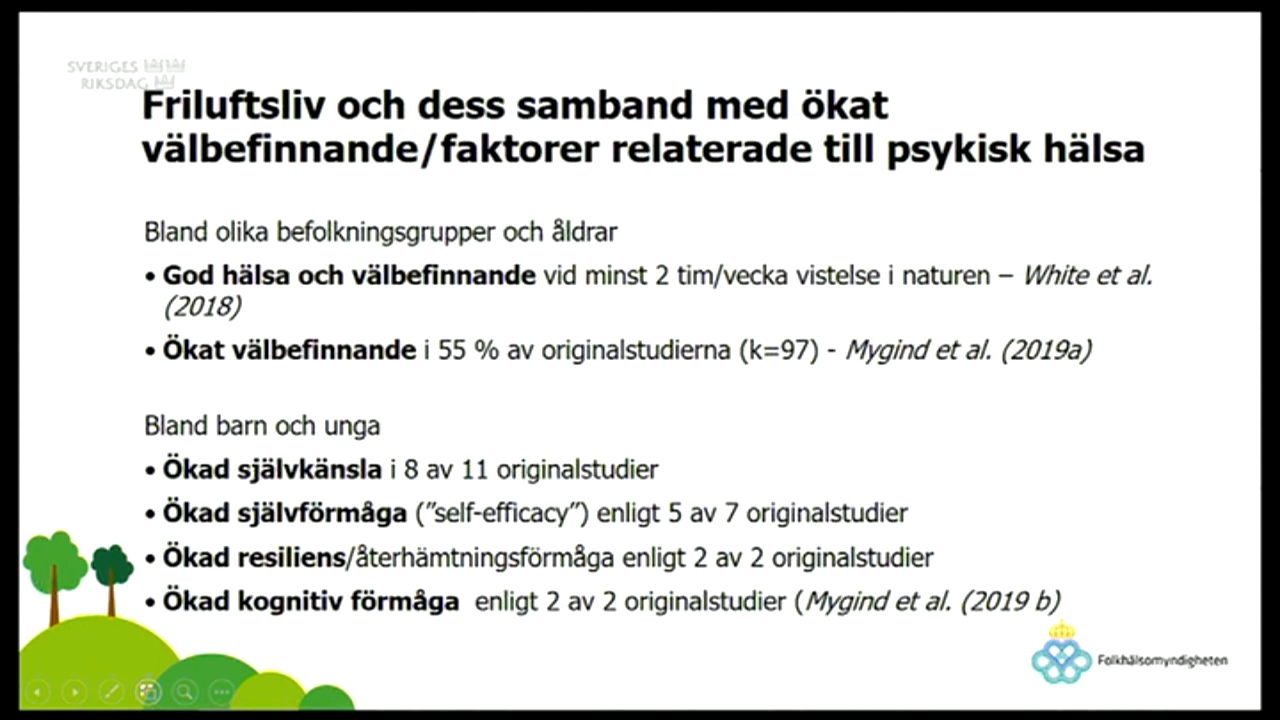 SVERIGES
RIKSDAG
Friluftsliv och dess samband med ökat
välbefinnande/faktorer relaterade till psykisk hälsa
Bland olika befolkningsgrupper och åldrar
• God hälsa och välbefinnande vid minst 2 tim/vecka vistelse i naturen – White et al.
(2018)
• Ökat välbefinnande i 55 % av originalstudierna (k=97) - Mygind et al. (2019a)
Bland barn och unga
• Ökad självkänsla i 8 av 11 originalstudier
• Ökad självförmåga (”self-efficacy”) enligt 5 av 7 originalstudier
• Ökad resiliens/återhämtningsförmåga enligt 2 av 2 originalstudier
• Ökad kognitiv förmåga  enligt 2 av 2 originalstudier (Mygind et al. (2019 b)
Folkhälsomyndigheten